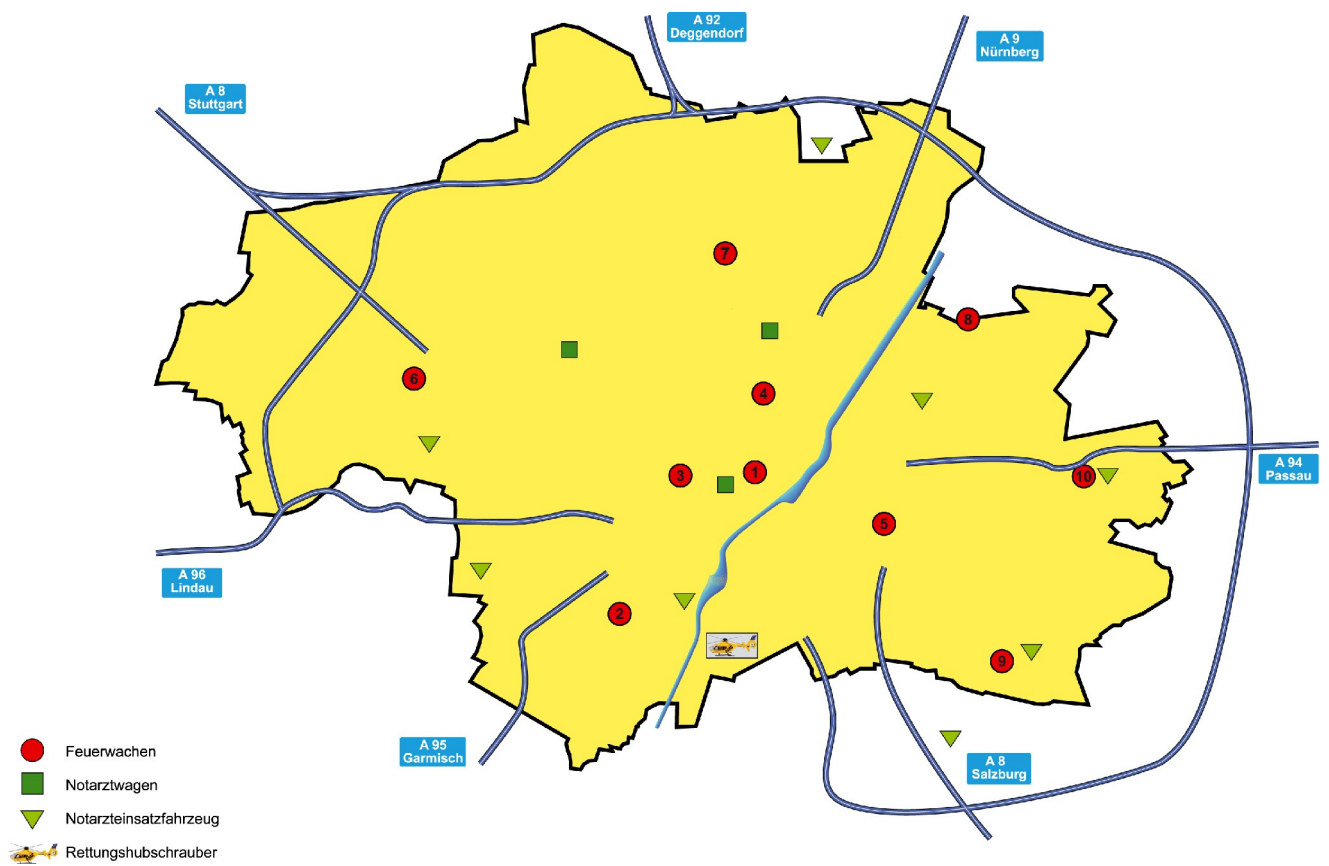 A 92
Deggendorf
A 9
Nürnberg
A 8
Stuttgart
7
8
6
4
3
1
10
A 94
Passau
5
A 96
Lindau
2
9
A 95
Garmisch
A 8
Salzburg
Feuerwachen
Notarztwagen
Notarzteinsatzfahrzeug
Rettungshubschrauber